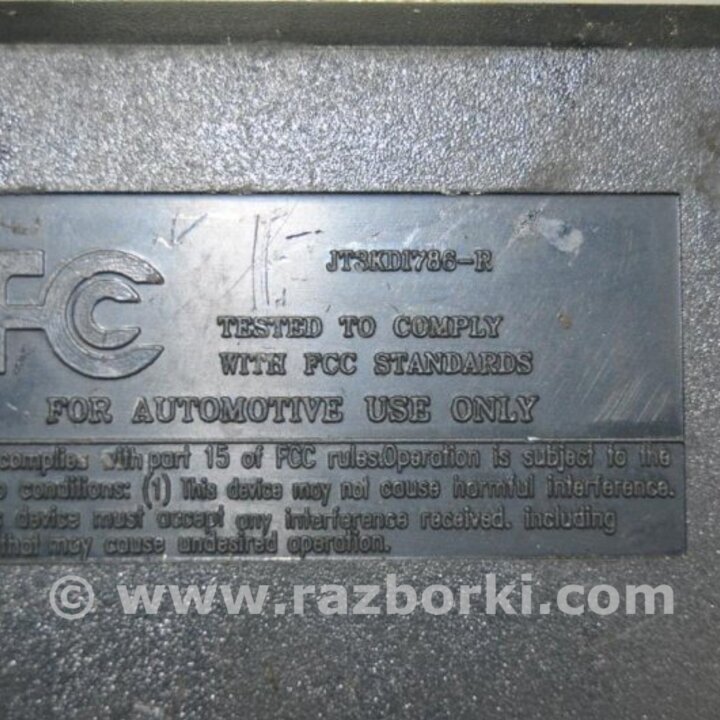 FC
JT3KD1786-R
TESTED TO COMPLY
WITH FCC STANDARDS
FOR AUTOMOTIVE USE ONLY
complies with part 15 of FCC rules.Operation is subject to the
conditions: (1) This device may not cause harmful interference.
device must accept any interference received, including
that may cause undesired operation.
© www.razborki.com